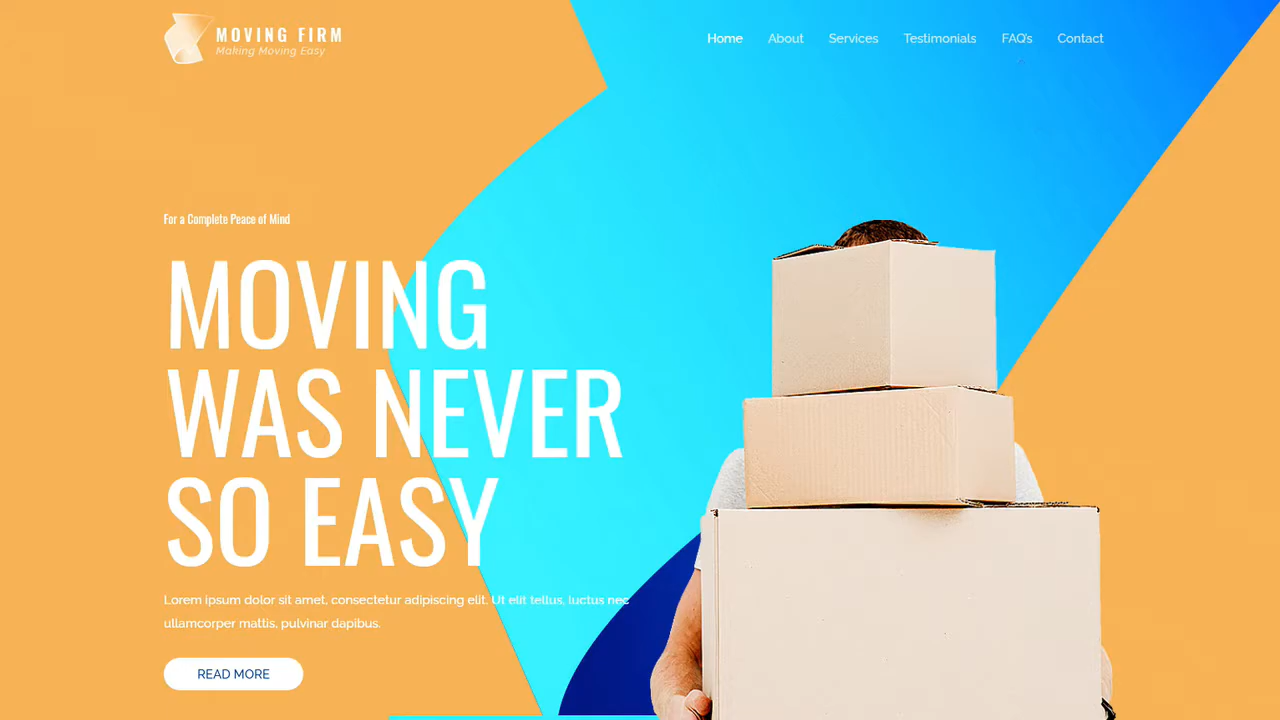 MOVING FIRM
Making Moving Easy
Home About Services Testimonials FAQ's Contact
For a Complete Peace of Mind
MOVING
WAS NEVER
SO EASY
Lorem ipsum dolor sit amet, consectetur adipiscing elit. Ut elit tellus, luctus nec
ullamcorper mattis, pulvinar dapibus.
READ MORE